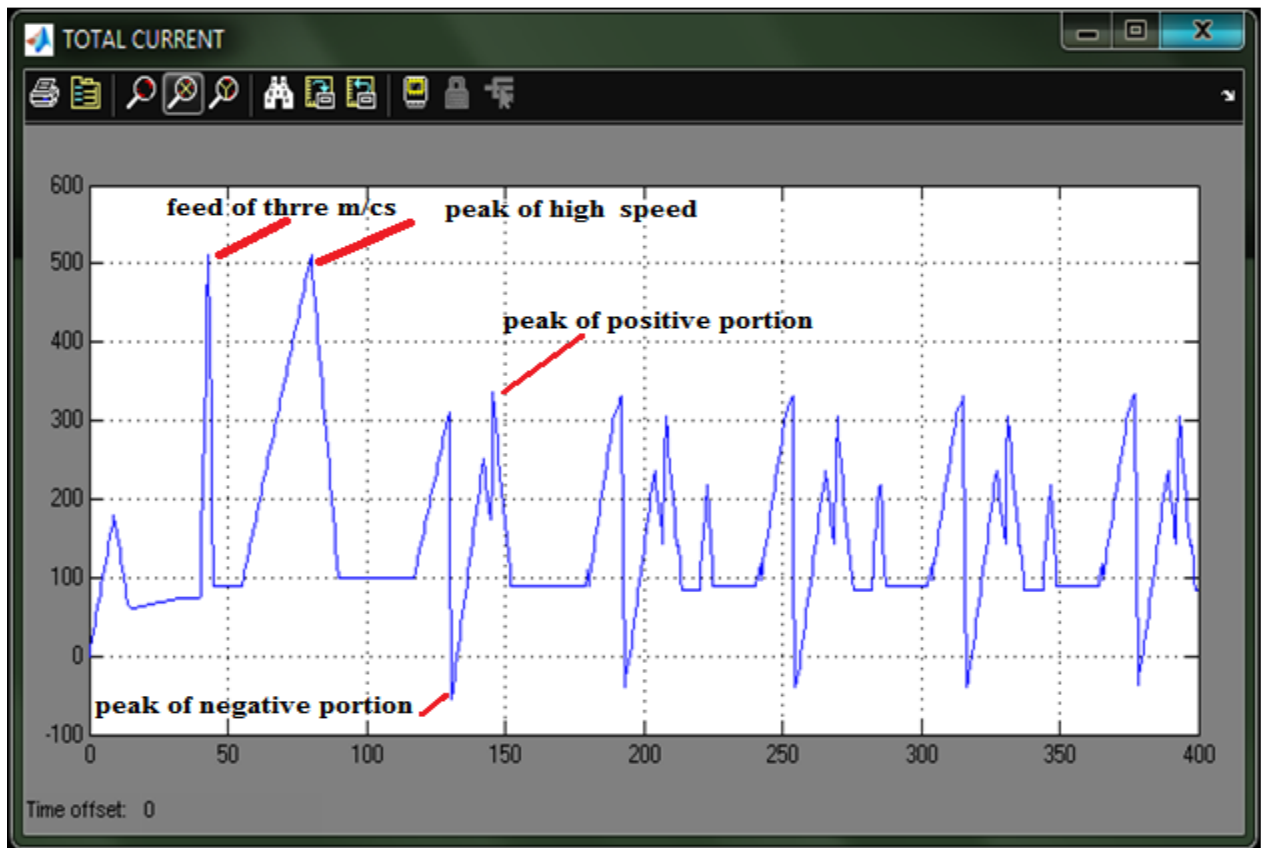 TOTAL CURRENT
600
feed of thrre m/cs
peak of high speed
500
400
peak of positive portion
300
200
100
0
peak of negative portion
-100
0 50 100 150 200 250 300 350 400
Time offset: 0